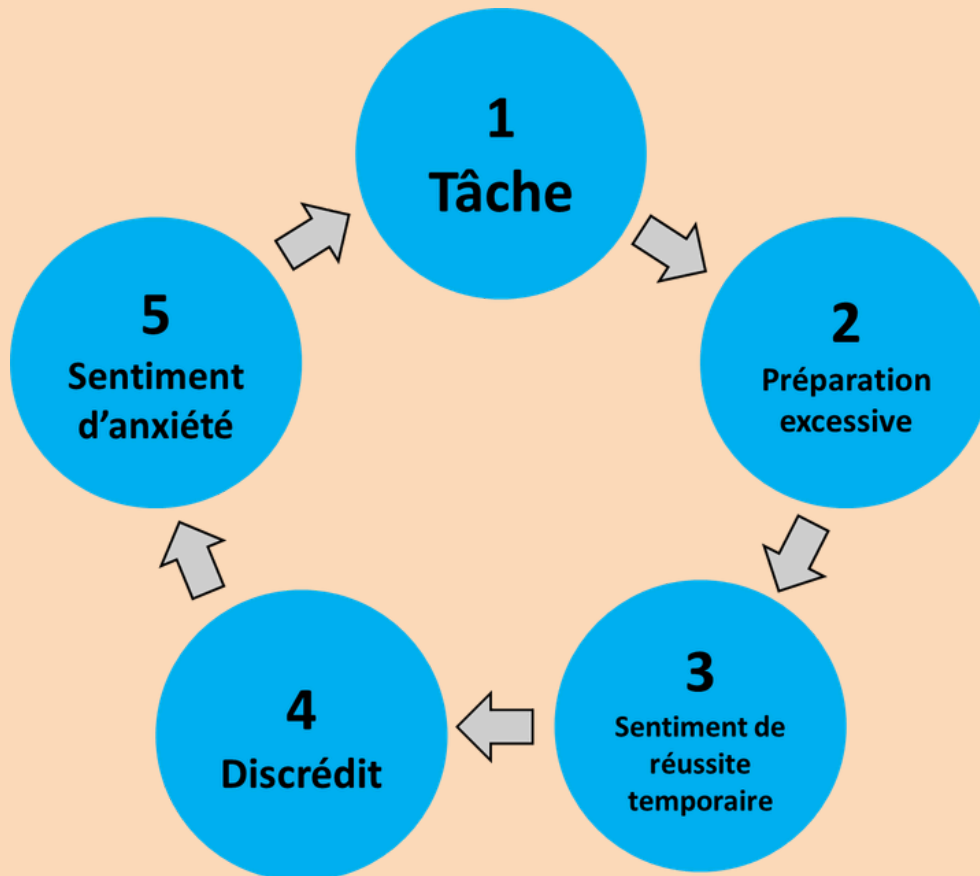 1
Tâche
2
Préparation
excessive
3
Sentiment de
réussite
temporaire
4
Discrédit
5
Sentiment
d’anxiété